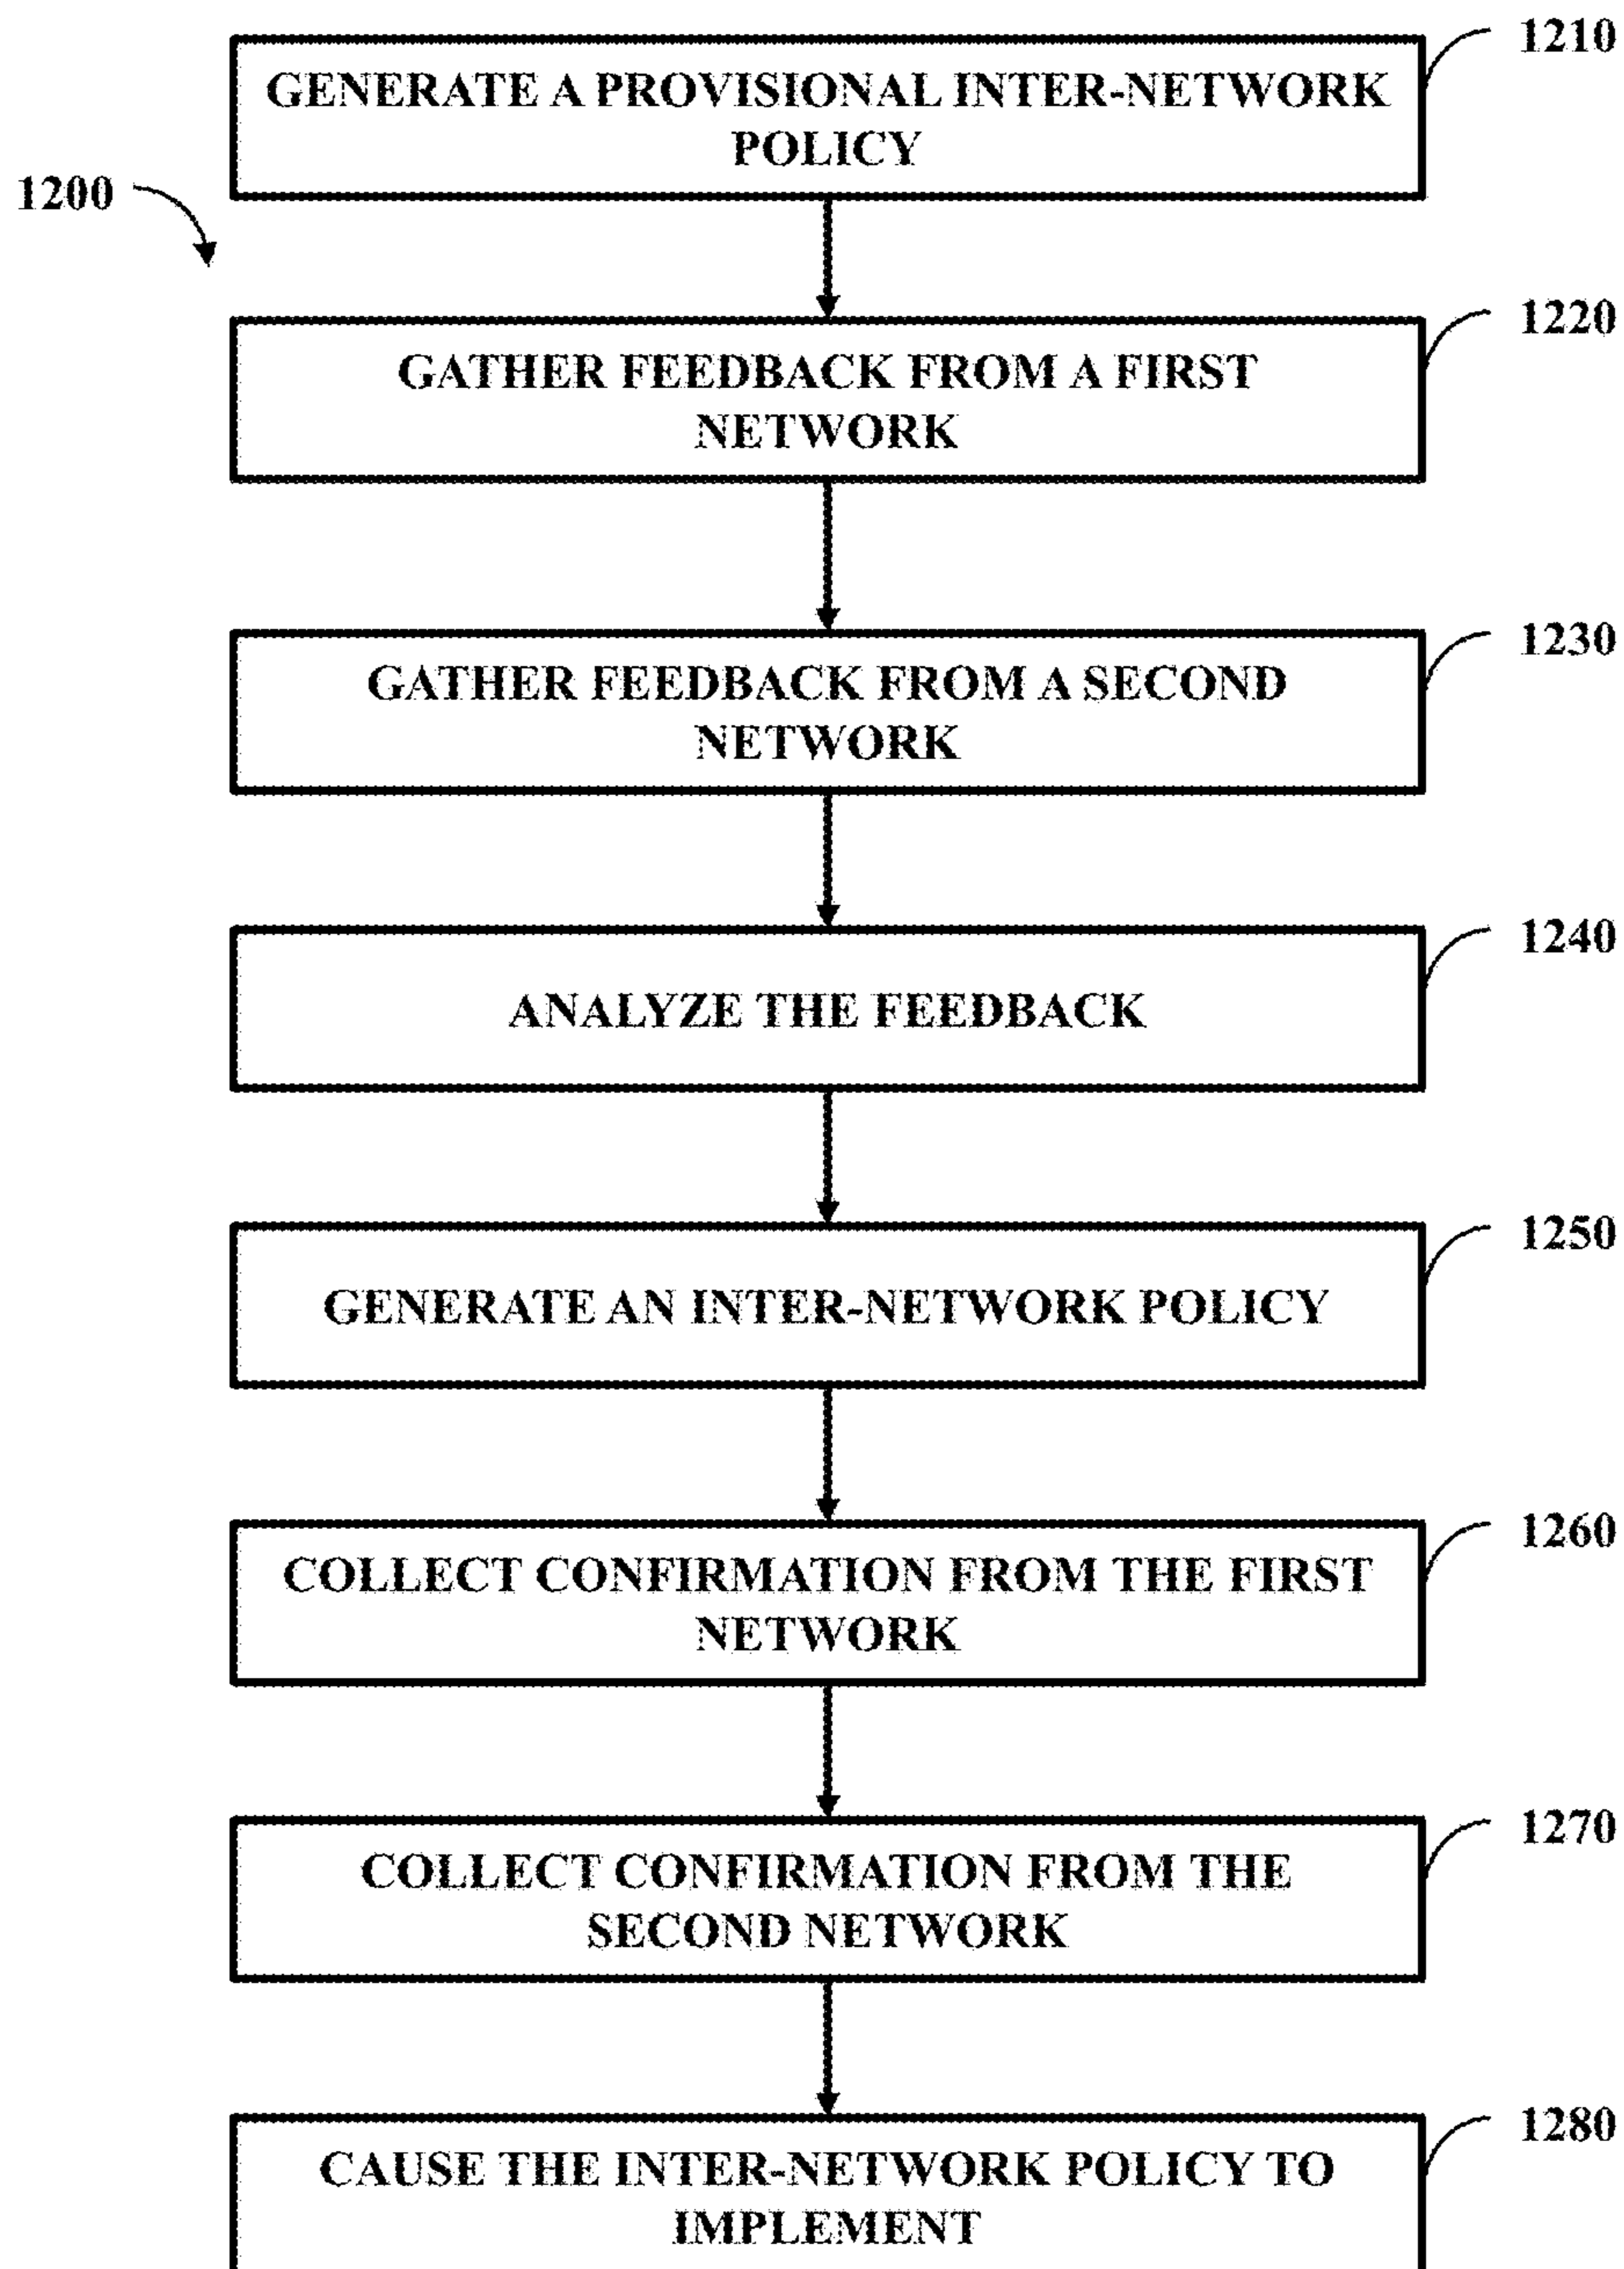 1210
GENERATE A PROVISIONAL INTER-NETWORK
POLICY
1200
1220
GATHER FEEDBACK FROM A FIRST
NETWORK
1230
GATHER FEEDBACK FROM A SECOND
NETWORK
1240
ANALYZE THE FEEDBACK
1250
GENERATE AN INTER-NETWORK POLICY
1260
COLLECT CONFIRMATION FROM THE FIRST
NETWORK
1270
COLLECT CONFIRMATION FROM THE
SECOND NETWORK
1280
CAUSE THE INTER-NETWORK POLICY TO
IMPLEMENT